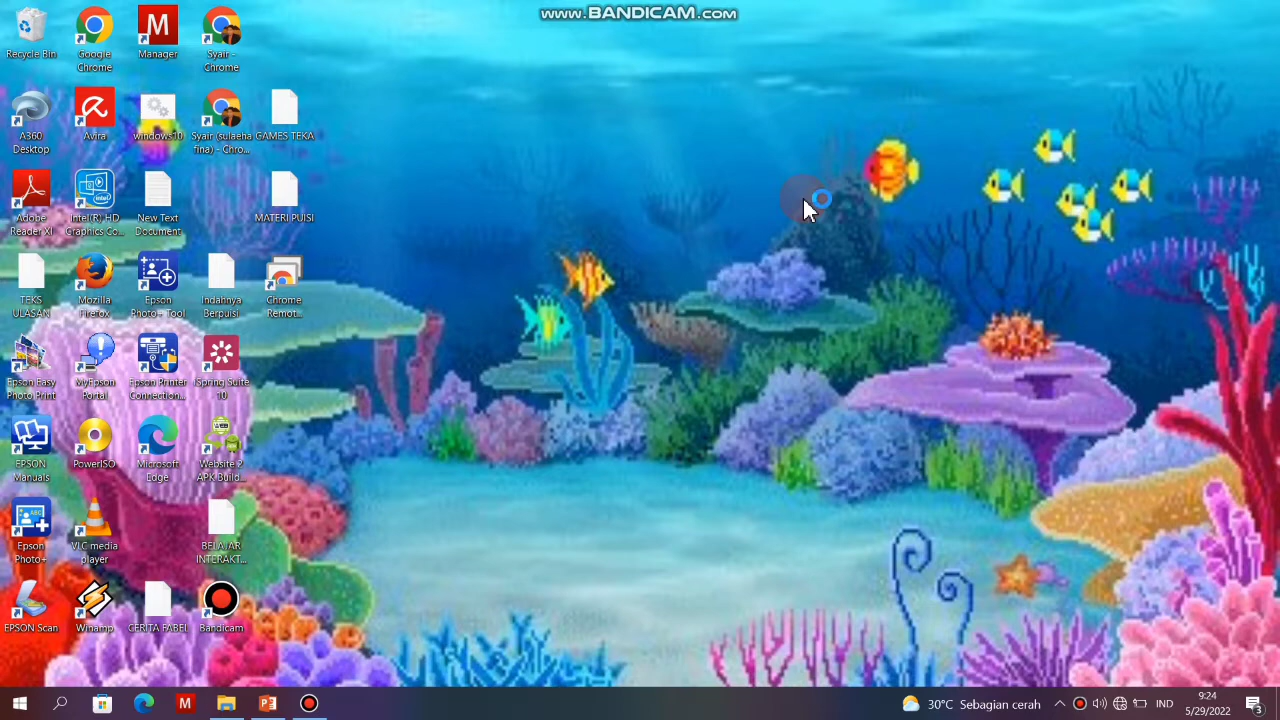 www.BANDICAM.com
Recycle Bin
Google
Chrome
Manager
Syair -
Chrome
A360
Desktop
Avira
windows10
Syair (sulaena
fina) - Chro...
GAMES TEKA
Adobe
Reader XI
Intel(R) HD
Graphics Co...
New Text
Document
MATERI PUISI
TEKS
ULASAN
Mozilla
Firefox
Epson
Photo+ Tool
Indahnya
Berpuisi
Chrome
Remot...
Epson Easy
Photo Print
MyEpson
Portal
Epson Printer
Connection...
iSpring Suite
10
EPSON
Manuals
PowerISO
Microsoft
Edge
Website 2
APK Build...
Epson
Photo+
VLC media
player
BELAJAR
INTERAKT...
EPSON Scan
Winamp
CERITA FABEL
Bandicam
30°C Sebagian cerah
IND
9:24
5/29/2022
3